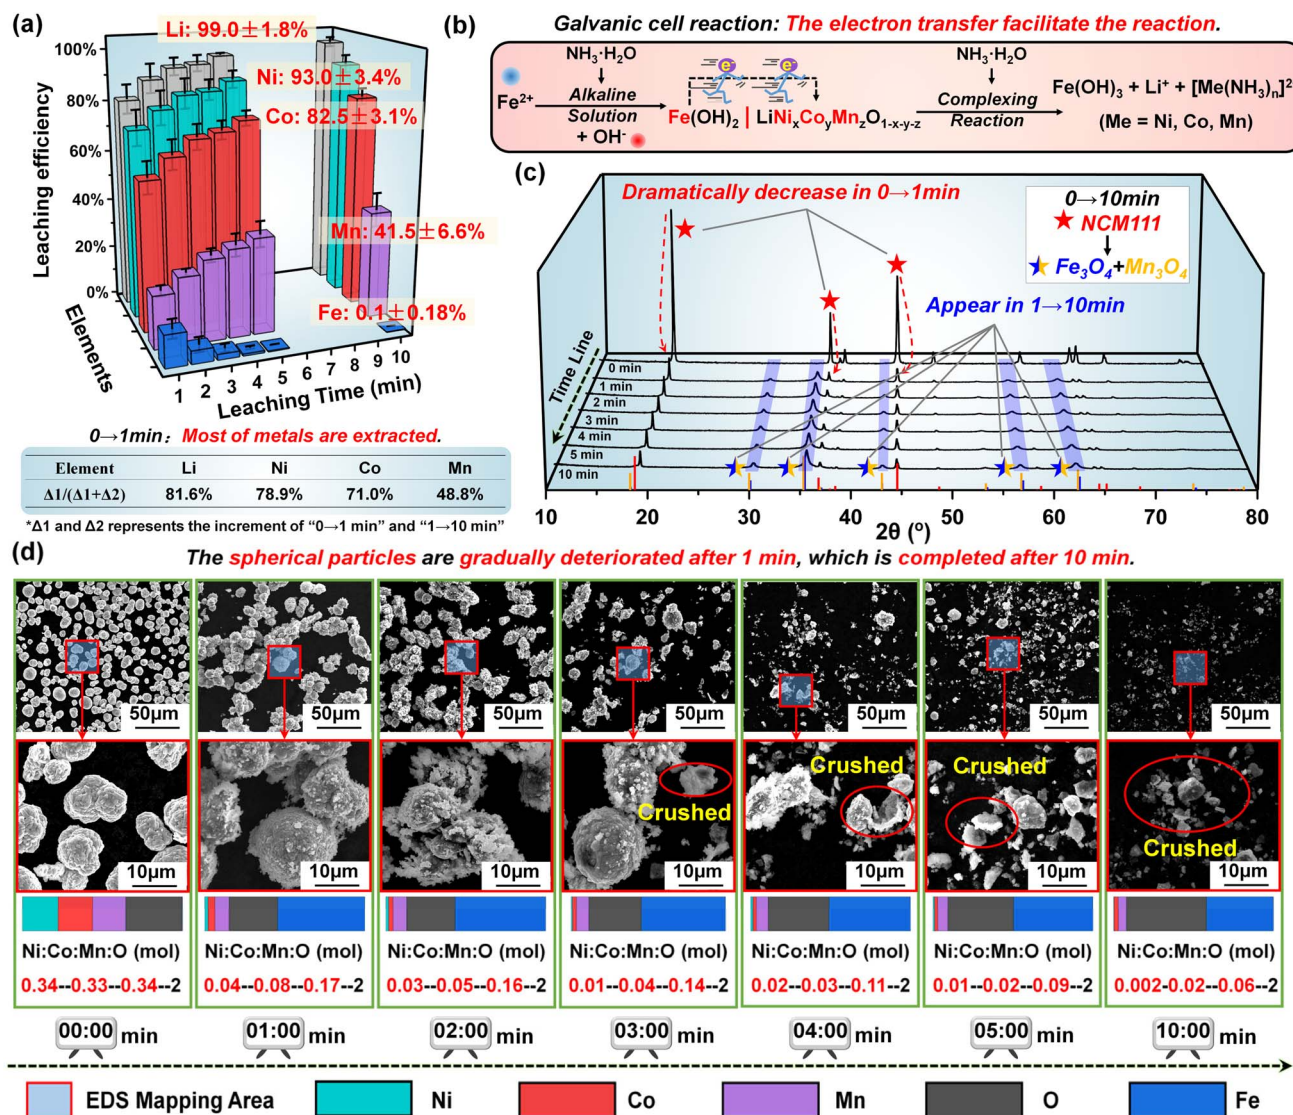 (a)
100%
80%
60%
40%
20%
0%
Leaching efficiency
Elements
Li: 99.0±1.8%
Ni: 93.0±3.4%
Co: 82.5±3.1%
Mn: 41.5±6.6%
Fe: 0.1±0.18%
1 2 3 4 5 6 7 8 9 10
Leaching Time (min)
0→1min: Most of metals are extracted.
Element Li Ni Co Mn
Δ1/(Δ1+Δ2) 81.6% 78.9% 71.0% 48.8%
*Δ1 and Δ2 represents the increment of “0→1 min” and “1→10 min”
(b)
Galvanic cell reaction: The electron transfer facilitate the reaction.
NH₃·H₂O
e⁻
e⁻
NH₃·H₂O
Fe²⁺
Alkaline
Solution
+ OH⁻
Fe(OH)₂ | LiNiₓCoᵧMn_zO₁₋ₓ₋ᵧ₋z
Complexing
Reaction
Fe(OH)₃ + Li⁺ + [Me(NH₃)ₙ]²
(Me = Ni, Co, Mn)
(c)
Dramatically decrease in 0→1min
0→10min
NCM111
Fe₃O₄+Mn₃O₄
Appear in 1→10min
Time Line
0 min
1 min
2 min
3 min
4 min
5 min
10 min
10 20 30 40 50 60 70 80
2θ (°)
(d)
The spherical particles are gradually deteriorated after 1 min, which is completed after 10 min.
50μm 50μm 50μm 50μm 50μm 50μm 50μm
Crushed
Crushed
Crushed
Crushed
10μm 10μm 10μm 10μm 10μm 10μm 10μm
Crushed
Ni:Co:Mn:O (mol) Ni:Co:Mn:O (mol) Ni:Co:Mn:O (mol) Ni:Co:Mn:O (mol) Ni:Co:Mn:O (mol) Ni:Co:Mn:O (mol) Ni:Co:Mn:O (mol)
0.34--0.33--0.34--2 0.04--0.08--0.17--2 0.03--0.05--0.16--2 0.01--0.04--0.14--2 0.02--0.03--0.11--2 0.01--0.02--0.09--2 0.002-0.02--0.06--2
00:00 min 01:00 min 02:00 min 03:00 min 04:00 min 05:00 min 10:00 min
EDS Mapping Area Ni Co Mn O Fe